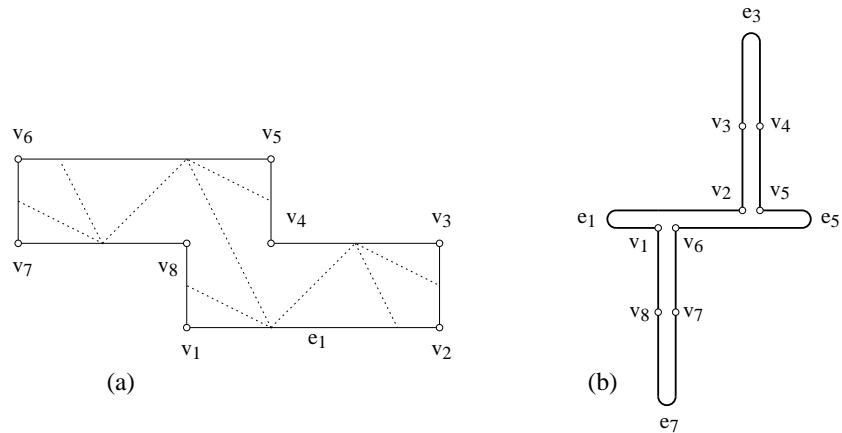 e3
v6 v5
v3 v4
v2 v5
e1 e5
v4 v3
v7 v8
v1 v6
v8 v7
v1 e1 v2
(a) (b)
e7